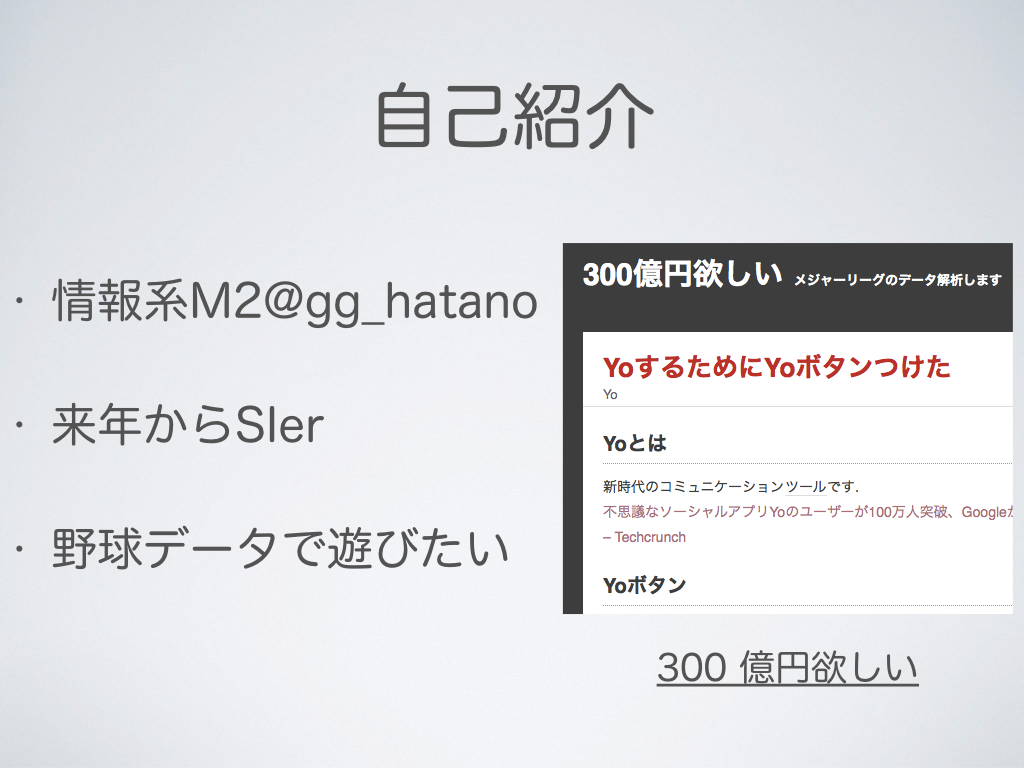 自己紹介
・ 情報系M2@gg_hatano
・ 来年からSIer
・ 野球データで遊びたい
300億円欲しい メジャーリーグのデータ解析します
YoするためにYoボタンつけた
Yo
Yoとは
新時代のコミュニケーションツールです.
不思議なソーシャルアプリYoのユーザーが100万人突破、Googleが
– Techcrunch
Yoボタン
300 億円欲しい